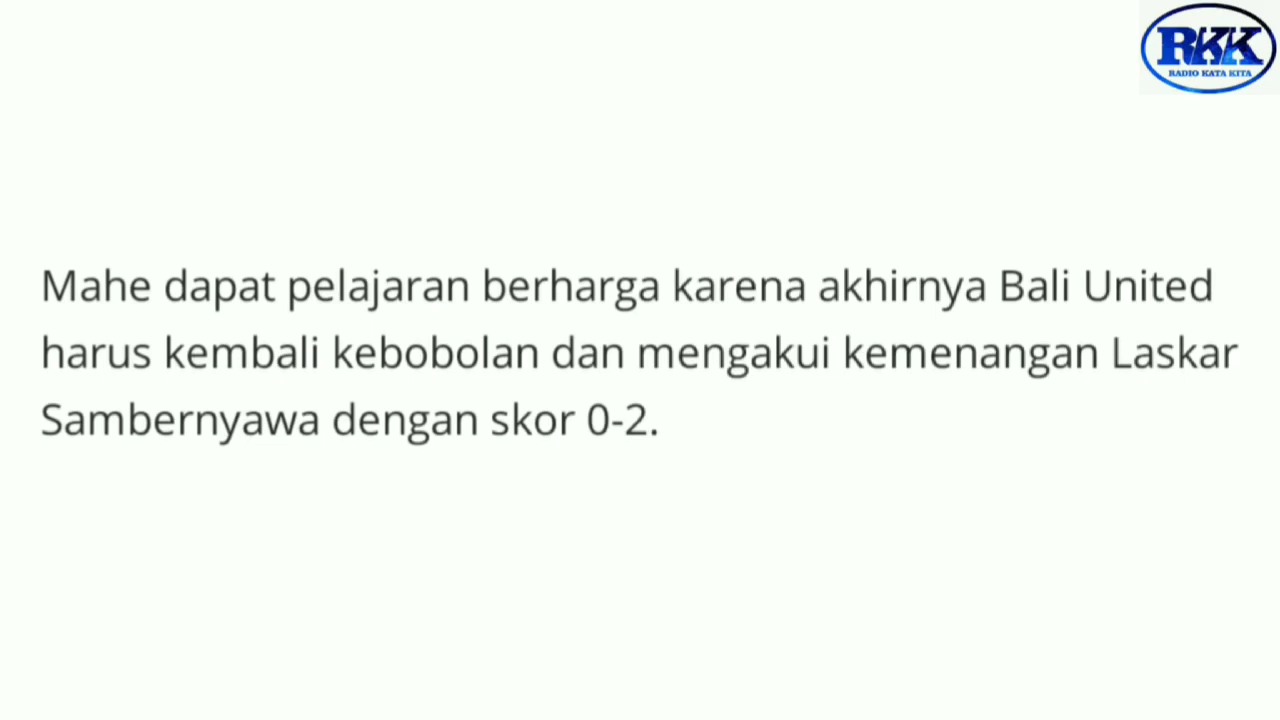 RKK
RADIO KATA KITA
Mahe dapat pelajaran berharga karena akhirnya Bali United
harus kembali kebobolan dan mengakui kemenangan Laskar
Sambernyawa dengan skor 0-2.